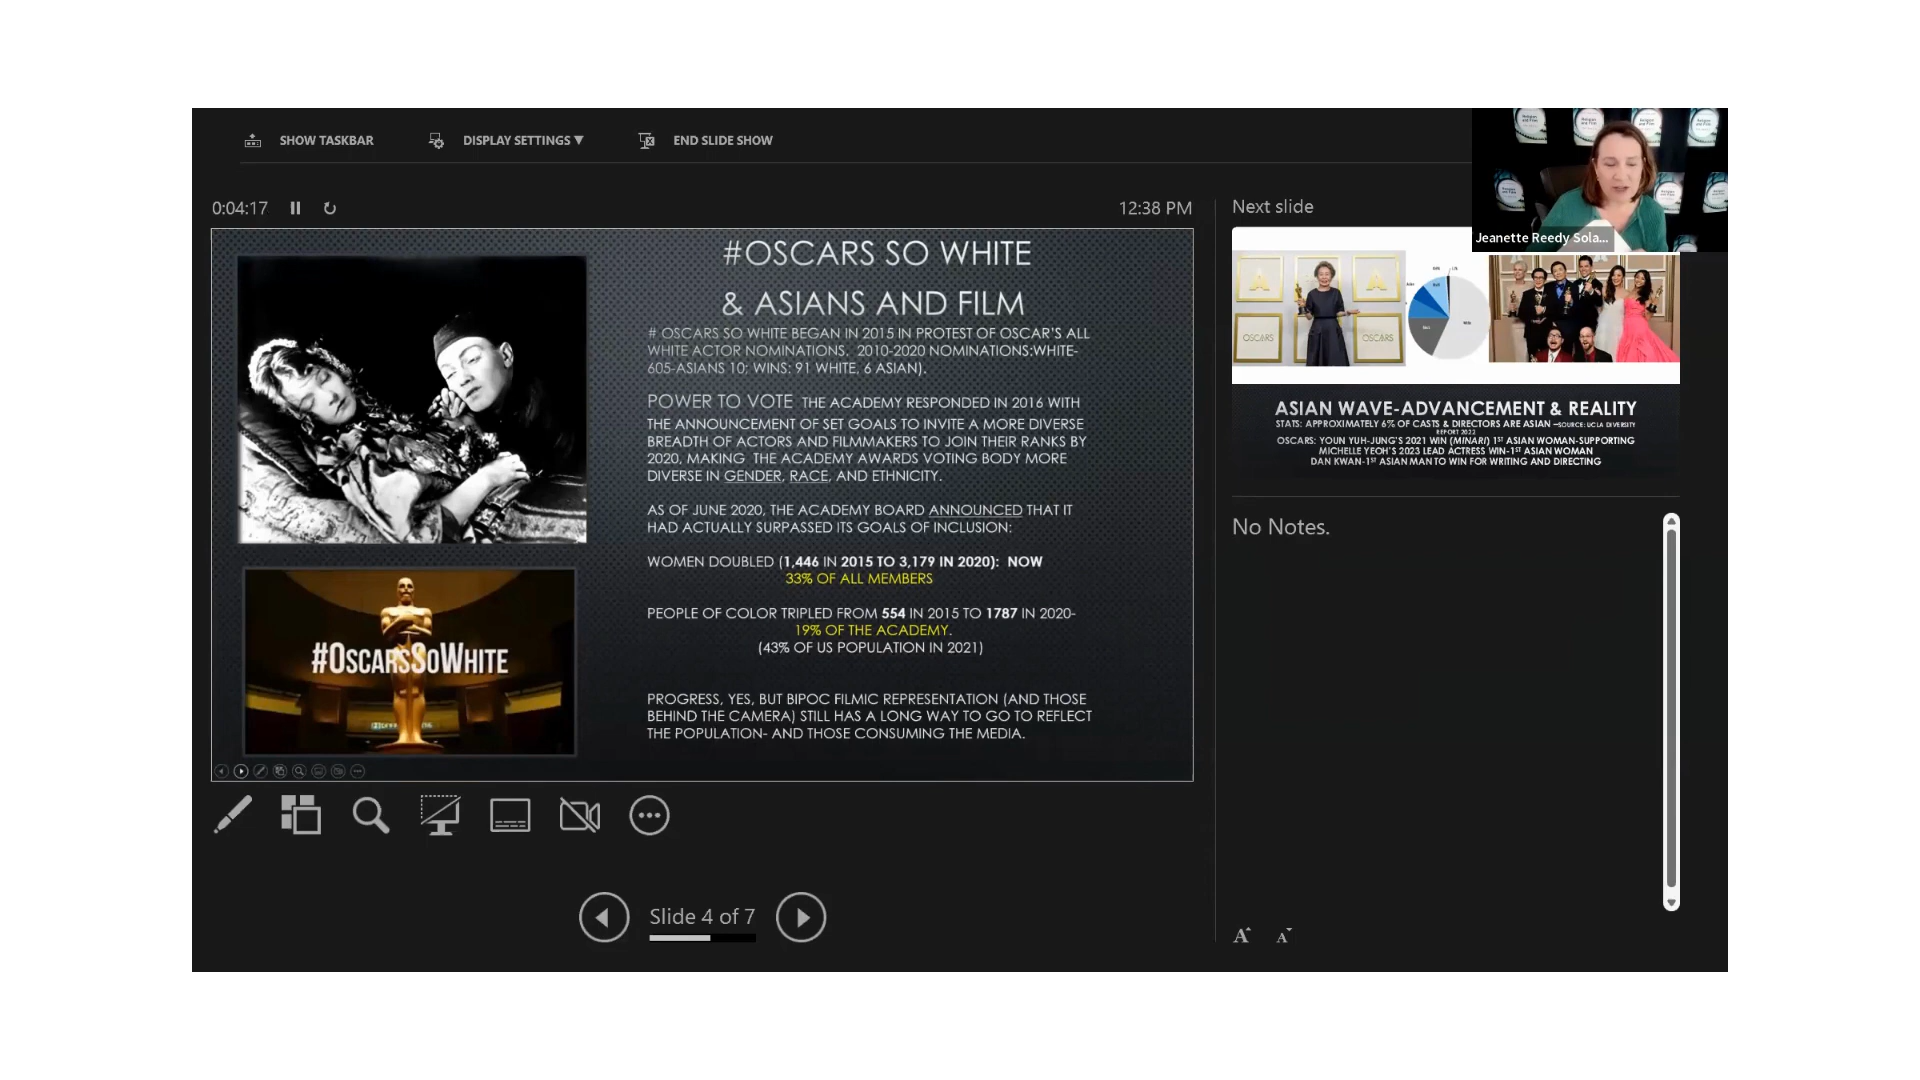 SHOW TASKBAR
DISPLAY SETTINGS ▼
END SLIDE SHOW
Jeanette Reedy Sola...
0:04:17
12:38 PM
#OSCARS SO WHITE
& ASIANS AND FILM
# OSCARS SO WHITE BEGAN IN 2015 IN PROTEST OF OSCAR'S ALL
WHITE ACTOR NOMINATIONS. 2010-2020 NOMINATIONS:WHITE-
605-ASIANS 10; WINS: 91 WHITE, 6 ASIAN).
POWER TO VOTE THE ACADEMY RESPONDED IN 2016 WITH
THE ANNOUNCEMENT OF SET GOALS TO INVITE A MORE DIVERSE
BREADTH OF ACTORS AND FILMMAKERS TO JOIN THEIR RANKS BY
2020, MAKING THE ACADEMY AWARDS VOTING BODY MORE
DIVERSE IN GENDER, RACE, AND ETHNICITY.
AS OF JUNE 2020, THE ACADEMY BOARD ANNOUNCED THAT IT
HAD ACTUALLY SURPASSED ITS GOALS OF INCLUSION:
WOMEN DOUBLED (1,446 IN 2015 TO 3,179 IN 2020): NOW
33% OF ALL MEMBERS
PEOPLE OF COLOR TRIPLED FROM 554 IN 2015 TO 1787 IN 2020-
19% OF THE ACADEMY.
(43% OF US POPULATION IN 2021)
PROGRESS, YES, BUT BIPOC FILMIC REPRESENTATION (AND THOSE
BEHIND THE CAMERA) STILL HAS A LONG WAY TO GO TO REFLECT
THE POPULATION- AND THOSE CONSUMING THE MEDIA.
#OSCARSSOWHITE
Slide 4 of 7
Next slide
OSCARS
OSCARS
ASIAN WAVE-ADVANCEMENT & REALITY
STATS: APPROXIMATELY 6% OF CASTS & DIRECTORS ARE ASIAN –SOURCE: UCLA DIVERSITY
REPORT 2022
OSCARS: YOUN YUH-JUNG'S 2021 WIN (MINARI) 1ST ASIAN WOMAN-SUPPORTING
MICHELLE YEOH'S 2023 LEAD ACTRESS WIN-1ST ASIAN WOMAN
DAN KWAN-1ST ASIAN MAN TO WIN FOR WRITING AND DIRECTING
No Notes.